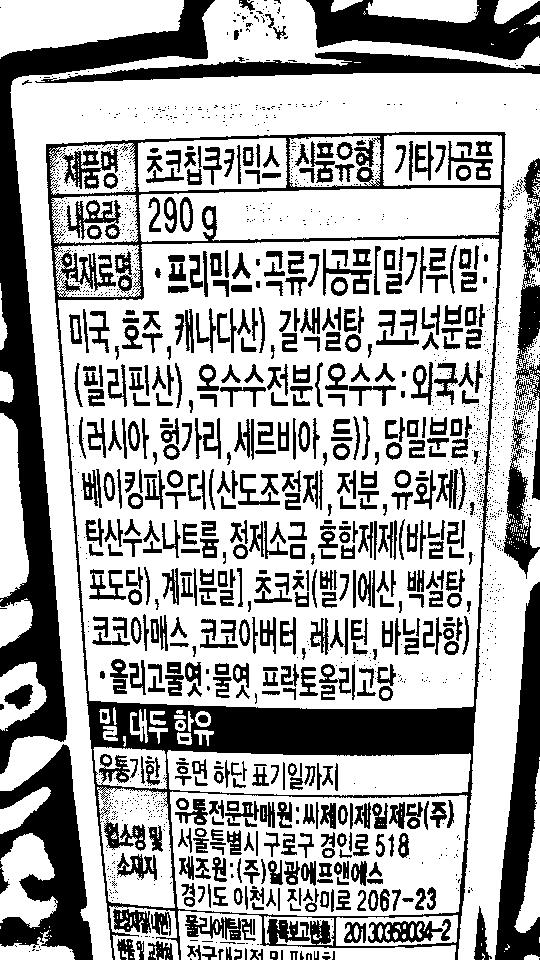 제품명 초코칩쿠키믹스 식품유형 기타가공품
내용량 290 g
원재료명 •프리믹스:곡류가공품[밀가루(밀:
미국,호주,캐나다산),갈색설탕,코코넛분말
(필리핀산),옥수수전분{옥수수:외국산
(러시아,헝가리,세르비아,등)},당밀분말,
베이킹파우더(산도조절제,전분,유화제),
탄산수소나트륨,정제소금,혼합제제(바닐린,
포도당),계피분말],초코칩(벨기에산,백설탕,
코코아매스,코코아버터,레시틴,바닐라향)
•올리고물엿:물엿,프락토올리고당
밀,대두 함유
유통기한 후면 하단 표기일까지
업소명 및 소재지 유통전문판매원:씨제이제일제당(주)
서울특별시 구로구 경인로 518
제조원:(주)일광에프앤에스
경기도 이천시 진상미로 2067-23
포장재질(내면) 폴리에틸렌 품목보고번호 20130358034-2
반품 및 교환처 전국대리점 및 판매처